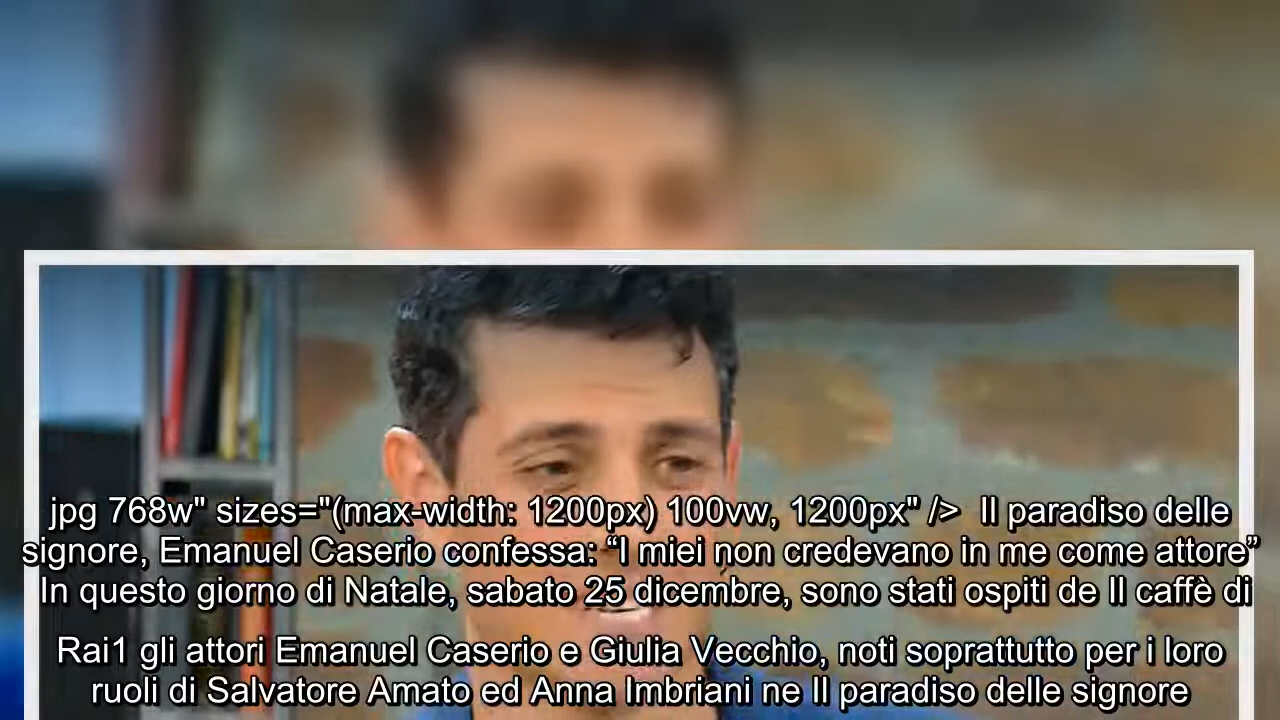 jpg 768w" sizes="(max-width: 1200px) 100vw, 1200px" /> Il paradiso delle
signore, Emanuel Caserio confessa: “I miei non credevano in me come attore”
In questo giorno di Natale, sabato 25 dicembre, sono stati ospiti de Il caffè di
Rai1 gli attori Emanuel Caserio e Giulia Vecchio, noti soprattutto per i loro
ruoli di Salvatore Amato ed Anna Imbriani ne Il paradiso delle signore